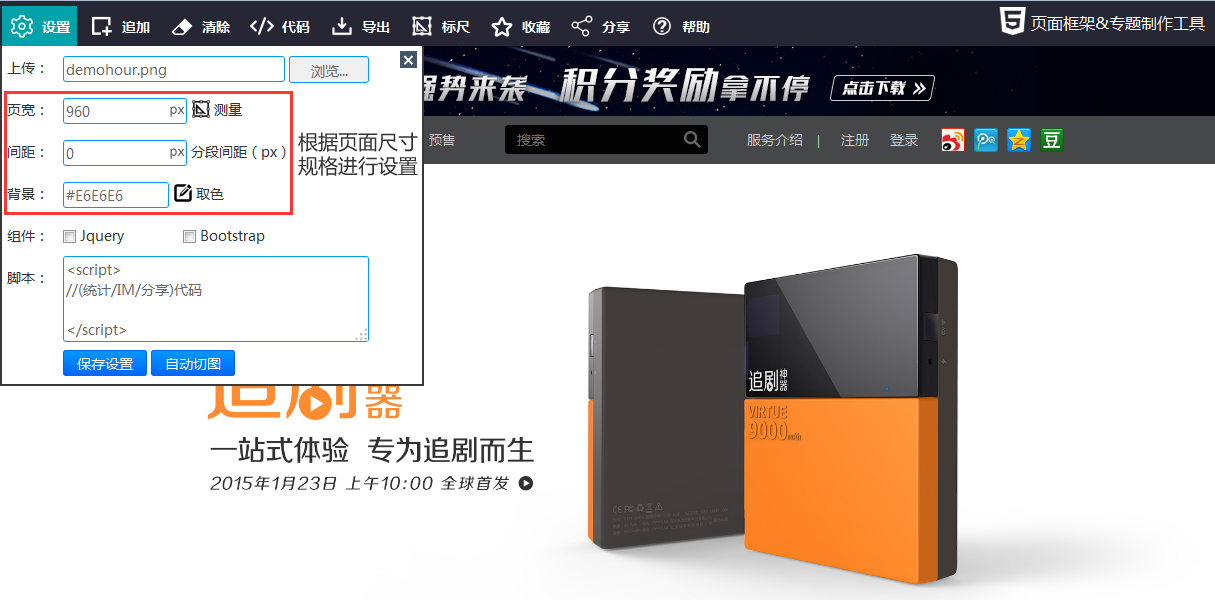 设置 追加 清除 代码 导出 标尺 收藏 分享 帮助 页面框架&专题制作工具
上传： demohour.png 浏览...
强势来袭 积分奖励拿不停 点击下载
页宽： 960 px 测量
预售 搜索 服务介绍 | 注册 登录 豆
间距： 0 px 分段间距（px）
根据页面尺寸
规格进行设置
背景： #E6E6E6 取色
组件： Jquery Bootstrap
脚本： <script>
//(统计/IM/分享)代码
</script>
保存设置 自动切图
追剧神器
VIRTUE
9000mAh
追剧器
一站式体验 专为追剧而生
2015年1月23日 上午10:00 全球首发